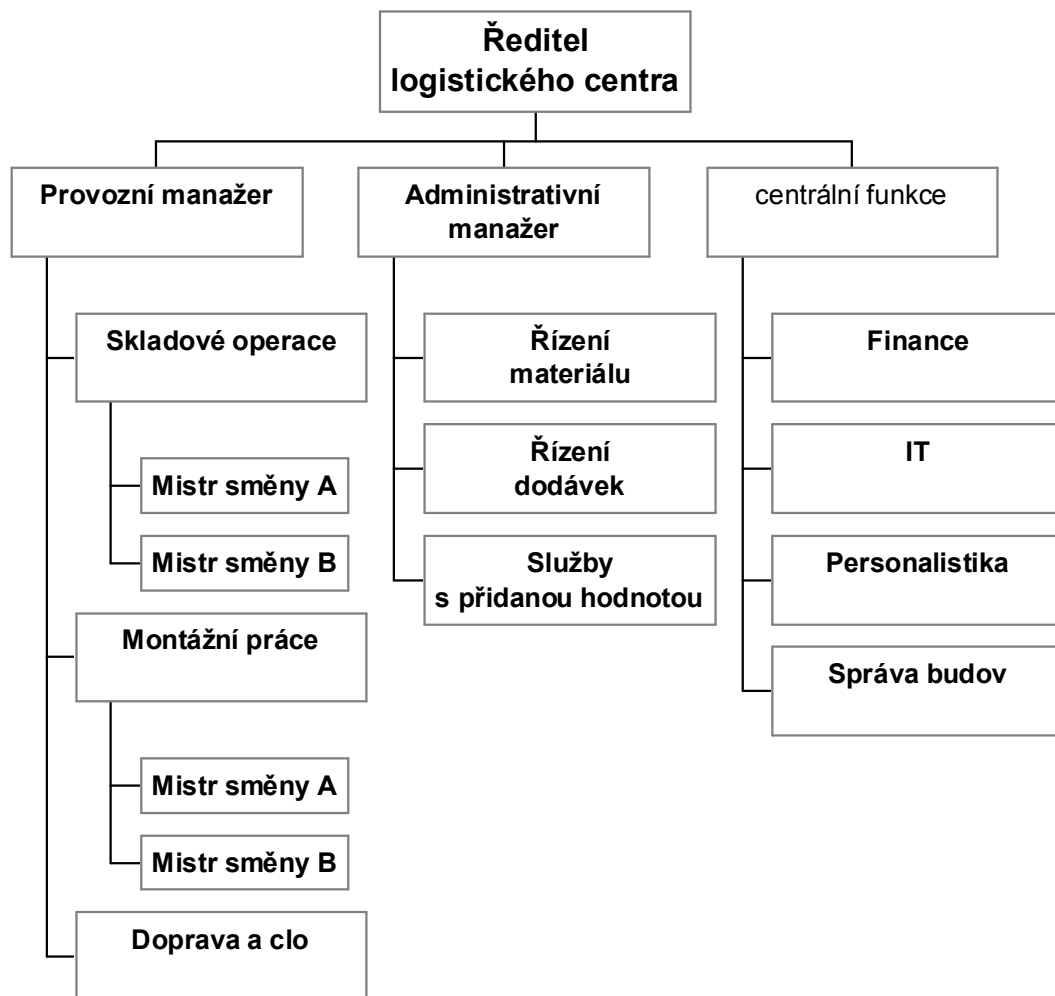 Ředitel
logistického centra
Provozní manažer
Administrativní
manažer
centrální funkce
Skladové operace
Mistr směny A
Mistr směny B
Montážní práce
Mistr směny A
Mistr směny B
Doprava a clo
Řízení
materiálu
Řízení
dodávek
Služby
s přidanou hodnotou
Finance
IT
Personalistika
Správa budov